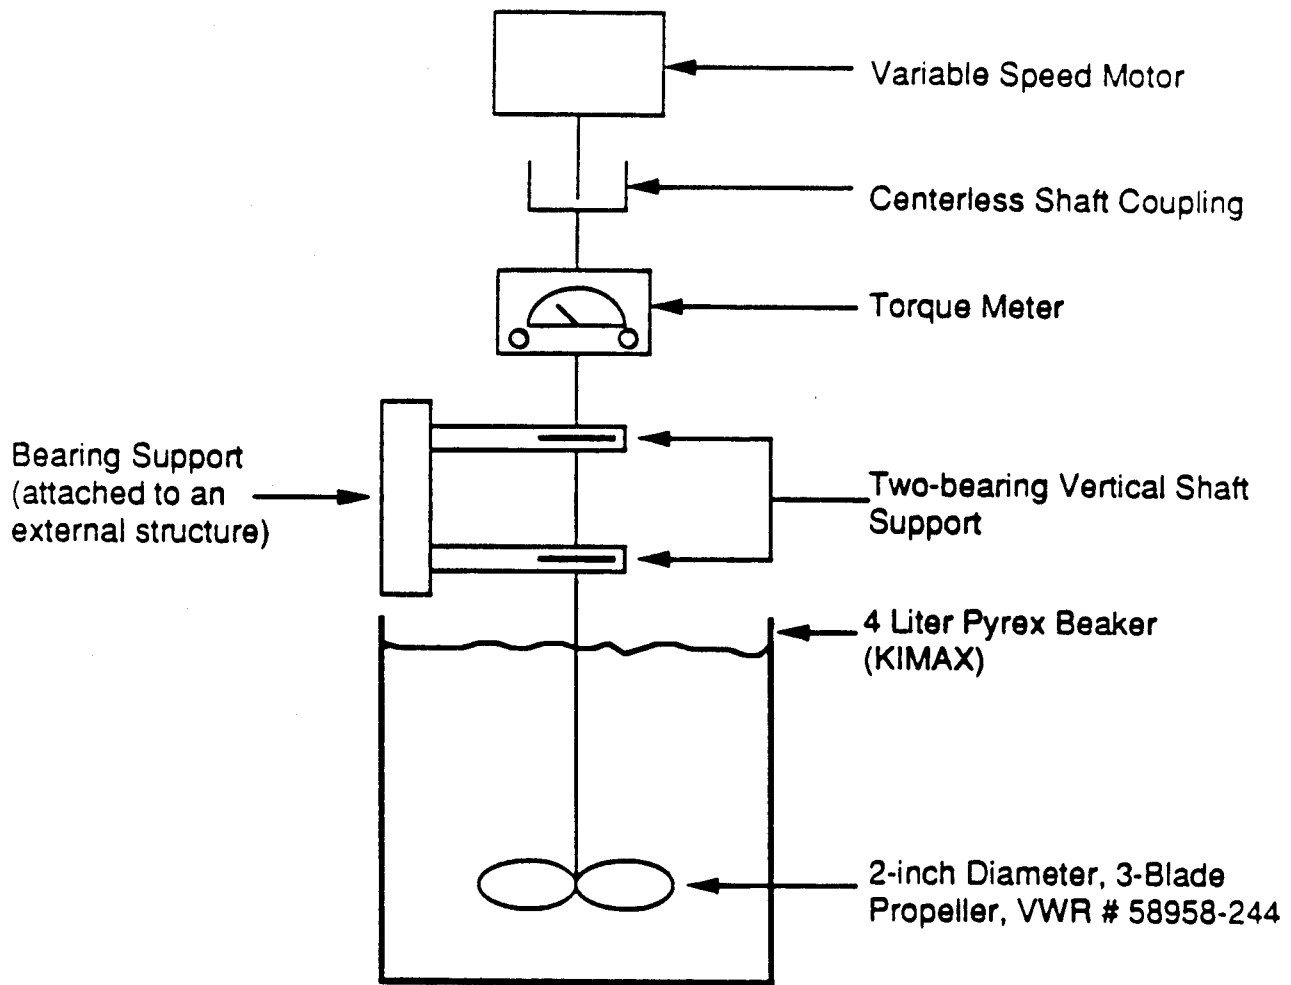 Variable Speed Motor
Centerless Shaft Coupling
Torque Meter
Bearing Support
(attached to an
external structure)
Two-bearing Vertical Shaft
Support
4 Liter Pyrex Beaker
(KIMAX)
2-inch Diameter, 3-Blade
Propeller, VWR # 58958-244